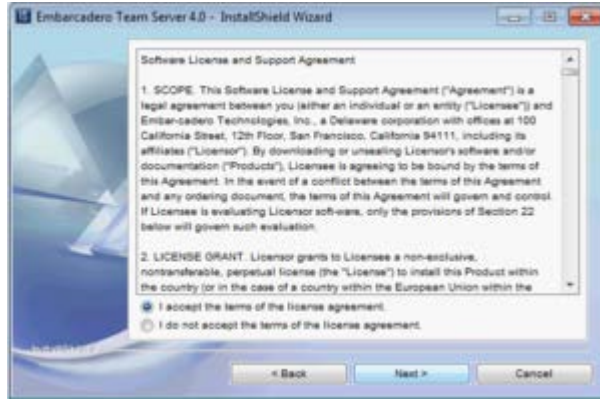 Embarcadero Team Server 4.0 - InstallShield Wizard
Software License and Support Agreement
1. SCOPE. This Software License and Support Agreement ("Agreement") is a
legal agreement between you (either an individual or an entity ("Licensee")) and
Embar-cadero Technologies, Inc., a Delaware corporation with offices at 100
California Street, 12th Floor, San Francisco, California 94111, including its
affiliates ("Licensor"). By downloading or unsealing Licensor's software and/or
documentation ("Products"), Licensee is agreeing to be bound by the terms of
this Agreement. In the event of a conflict between the terms of this Agreement
and any ordering document, the terms of this Agreement will govern and control.
If Licensee is evaluating Licensor soft-ware, only the provisions of Section 22
below will govern such evaluation.
2. LICENSE GRANT. Licensor grants to Licensee a non-exclusive,
nontransferable, perpetual license (the "License") to install this Product within
the country (or in the case of a country within the European Union within the
I accept the terms of the license agreement.
I do not accept the terms of the license agreement.
< Back
Next >
Cancel